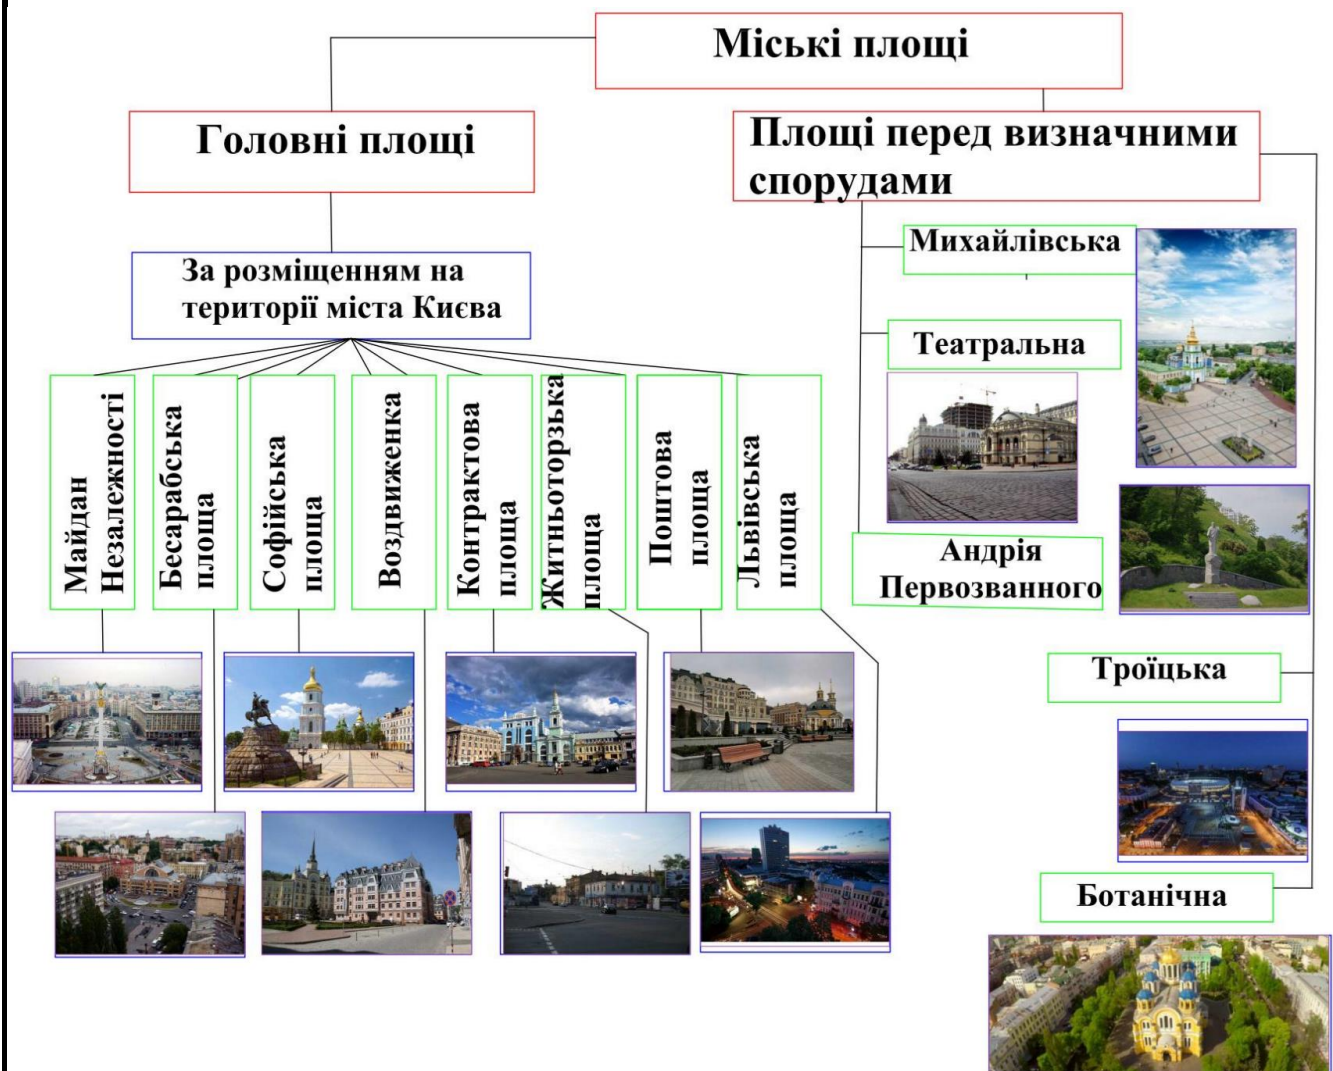 Міські площі
Головні площі
Площі перед визначними
спорудами
За розміщенням на
території міста Києва
Майдан
Незалежності
Бесарабська
площа
Софійська
площа
Воздвиженка
Контрактова
площа
Житньоторзька
площа
Поштова
площа
Львівська
площа
Михайлівська
Театральна
Андрія
Первозванного
Троїцька
Ботанічна